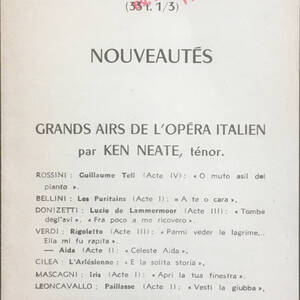 (33 t. 1/3)
NOUVEAUTÉS
GRANDS AIRS DE L'OPÉRA ITALIEN
par KEN NEATE, ténor.
ROSSINI : Guillaume Tell (Acte IV) : « O muto asil del
pianto ».
BELLINI : Les Puritains (Acte I) : « A te o cara ».
DONIZETTI : Lucie de Lammermoor (Acte III) : « Tombe
degl'avi », « Fra poco a me ricovero ».
VERDI : Rigoletto (Acte III) : « Parmi veder le lagrime...
Ella mi fu rapita ».
— Aïda (Acte I) : « Celeste Aida ».
CILEA : L'Arlésienne : « E la solita storia ».
MASCAGNI : Iris (Acte I) : « Apri la tua finestra ».
LEONCAVALLO : Paillasse (Acte I) : « Vesti la giubba »,